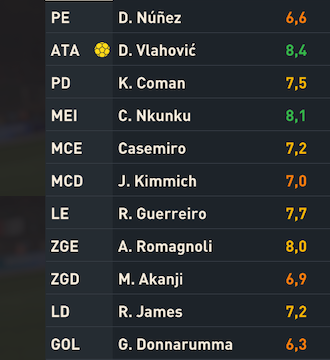 PE D. Núñez 6,6
ATA D. Vlahović 8,4
PD K. Coman 7,5
MEI C. Nkunku 8,1
MCE Casemiro 7,2
MCD J. Kimmich 7,0
LE R. Guerreiro 7,7
ZGE A. Romagnoli 8,0
ZGD M. Akanji 6,9
LD R. James 7,2
GOL G. Donnarumma 6,3